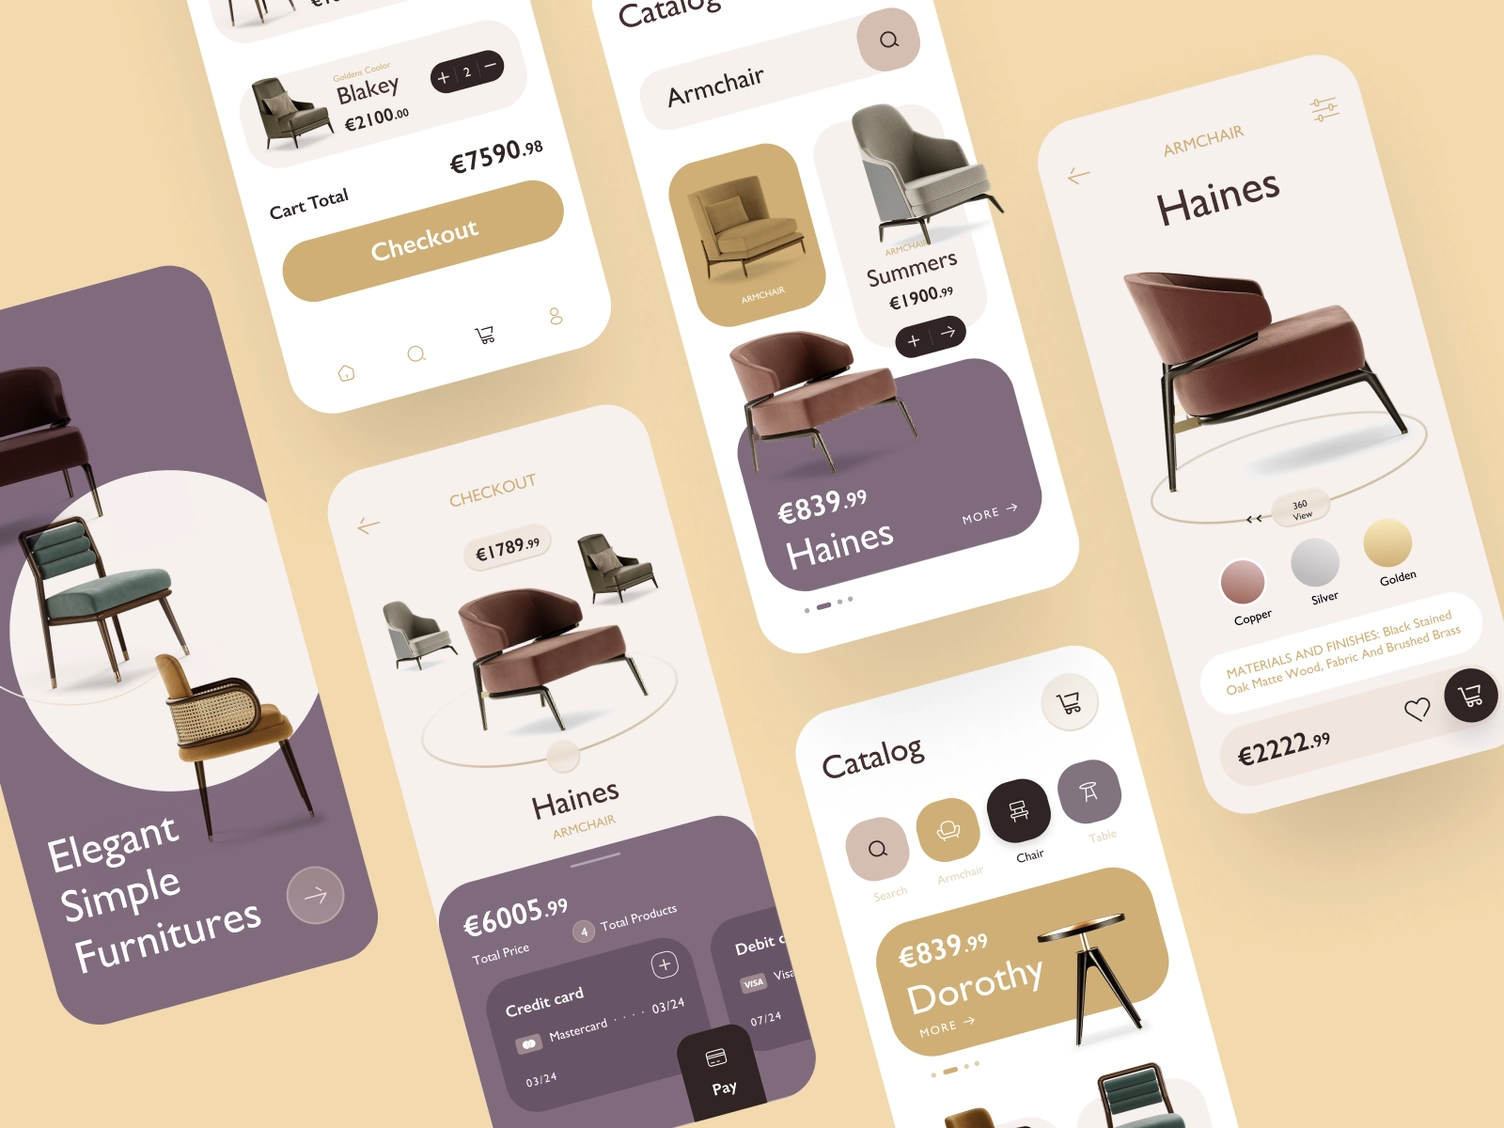 Goldens Coolor
Blakey
€2100.00
+ 2 −
€7590.98
Cart Total
Checkout
Catalog
Armchair
ARMCHAIR
ARMCHAIR
Summers
€1900.99
€839.99
Haines
MORE →
ARMCHAIR
Haines
360
View
Copper
Silver
Golden
MATERIALS AND FINISHES: Black Stained
Oak Matte Wood, Fabric And Brushed Brass
€2222.99
Elegant
Simple
Furnitures
CHECKOUT
€1789.99
Haines
ARMCHAIR
€6005.99
Total Price
4 Total Products
Credit card
Mastercard · · · · 03/24
03/24
Debit c
VISA Visa
07/24
Pay
Catalog
Search
Armchair
Chair
Table
€839.99
Dorothy
MORE →